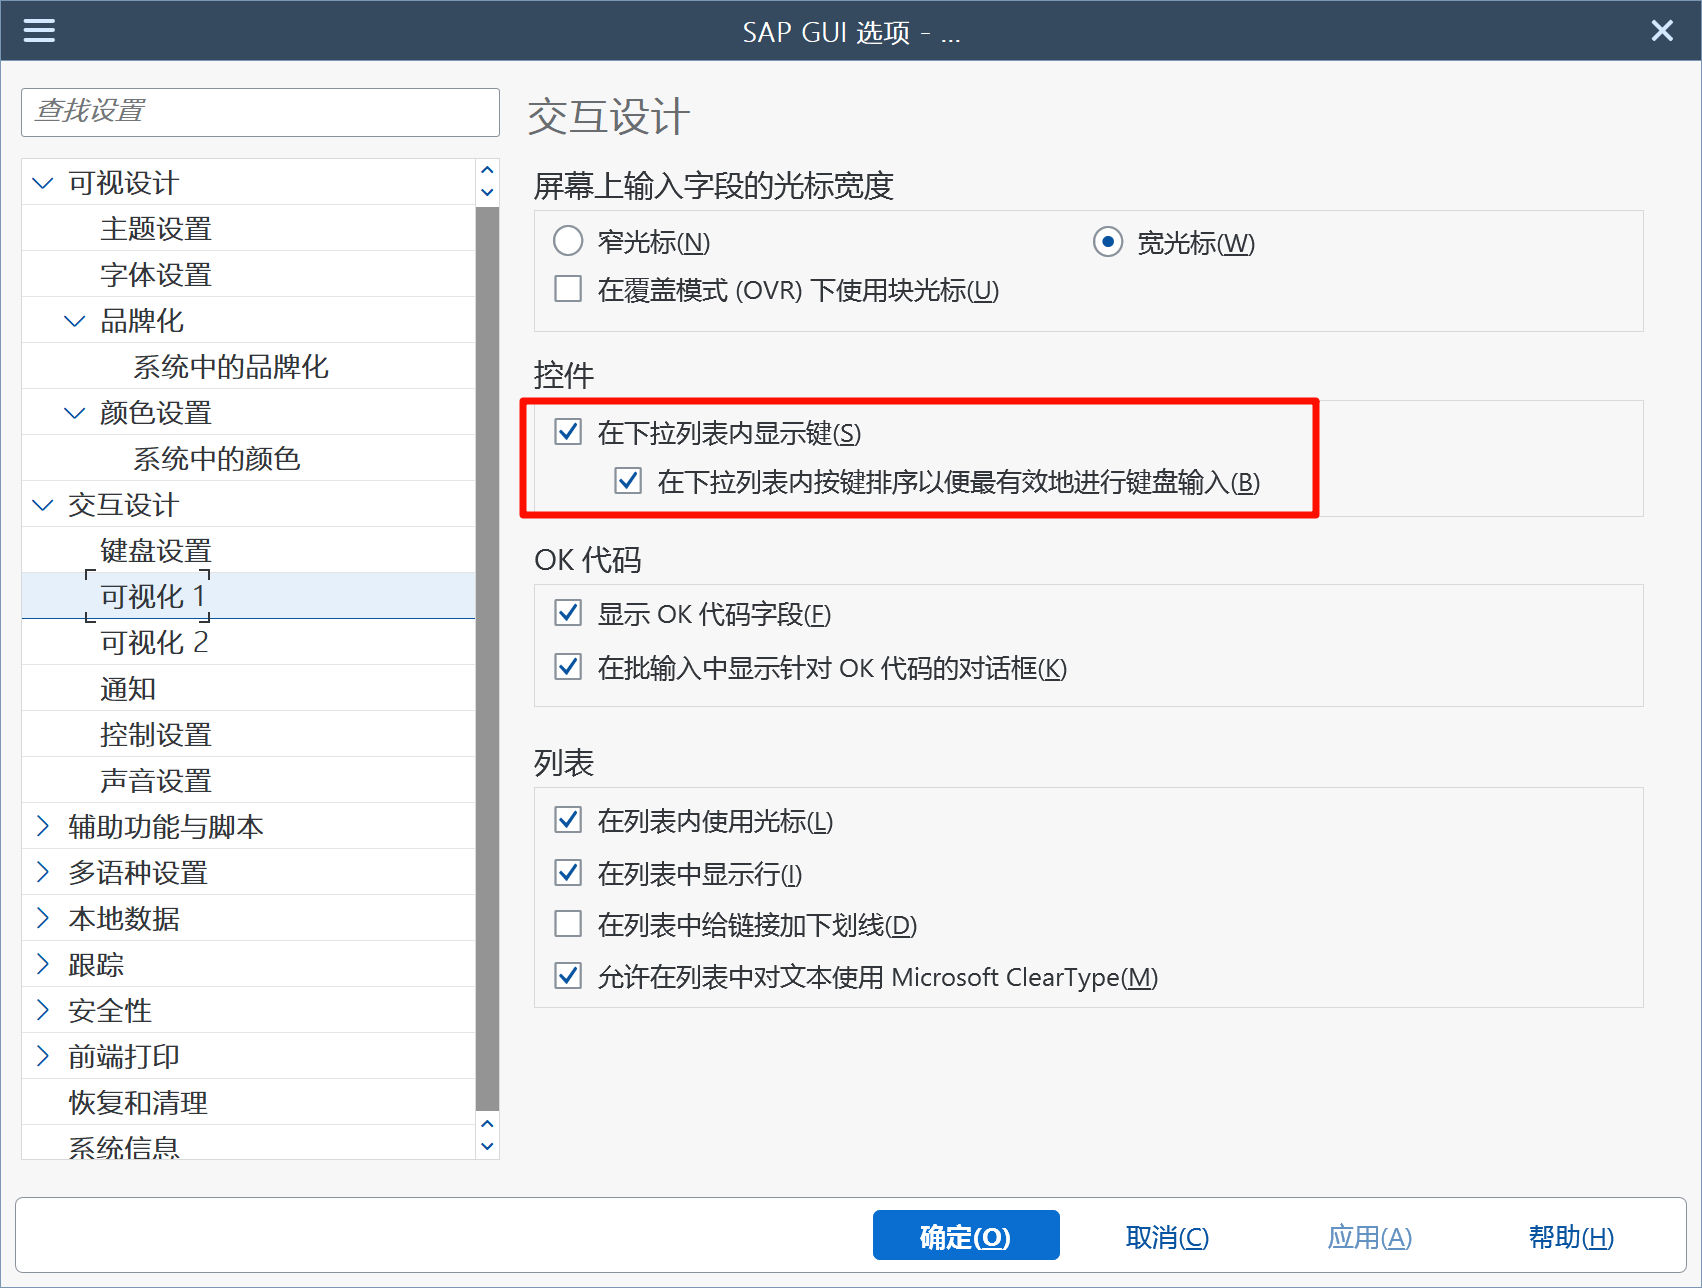 SAP GUI 选项 - ...
查找设置
可视设计
主题设置
字体设置
品牌化
系统中的品牌化
颜色设置
系统中的颜色
交互设计
键盘设置
可视化 1
可视化 2
通知
控制设置
声音设置
辅助功能与脚本
多语种设置
本地数据
跟踪
安全性
前端打印
恢复和清理
系统信息
交互设计
屏幕上输入字段的光标宽度
窄光标(N)
宽光标(W)
在覆盖模式 (OVR) 下使用块光标(U)
控件
在下拉列表内显示键(S)
在下拉列表内按键排序以便最有效地进行键盘输入(B)
OK 代码
显示 OK 代码字段(F)
在批输入中显示针对 OK 代码的对话框(K)
列表
在列表内使用光标(L)
在列表中显示行(I)
在列表中给链接加下划线(D)
允许在列表中对文本使用 Microsoft ClearType(M)
确定(O)
取消(C)
应用(A)
帮助(H)